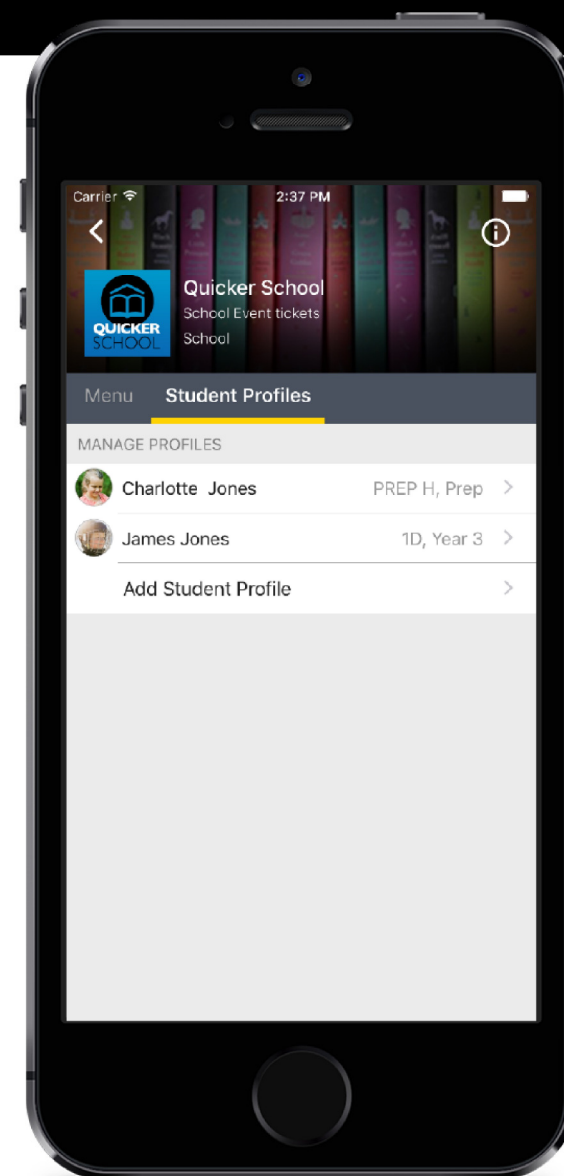 Carrier 2:37 PM
QUICKER
SCHOOL
Quicker School
School Event tickets
School
Menu Student Profiles
MANAGE PROFILES
Charlotte Jones PREP H, Prep
James Jones 1D, Year 3
Add Student Profile